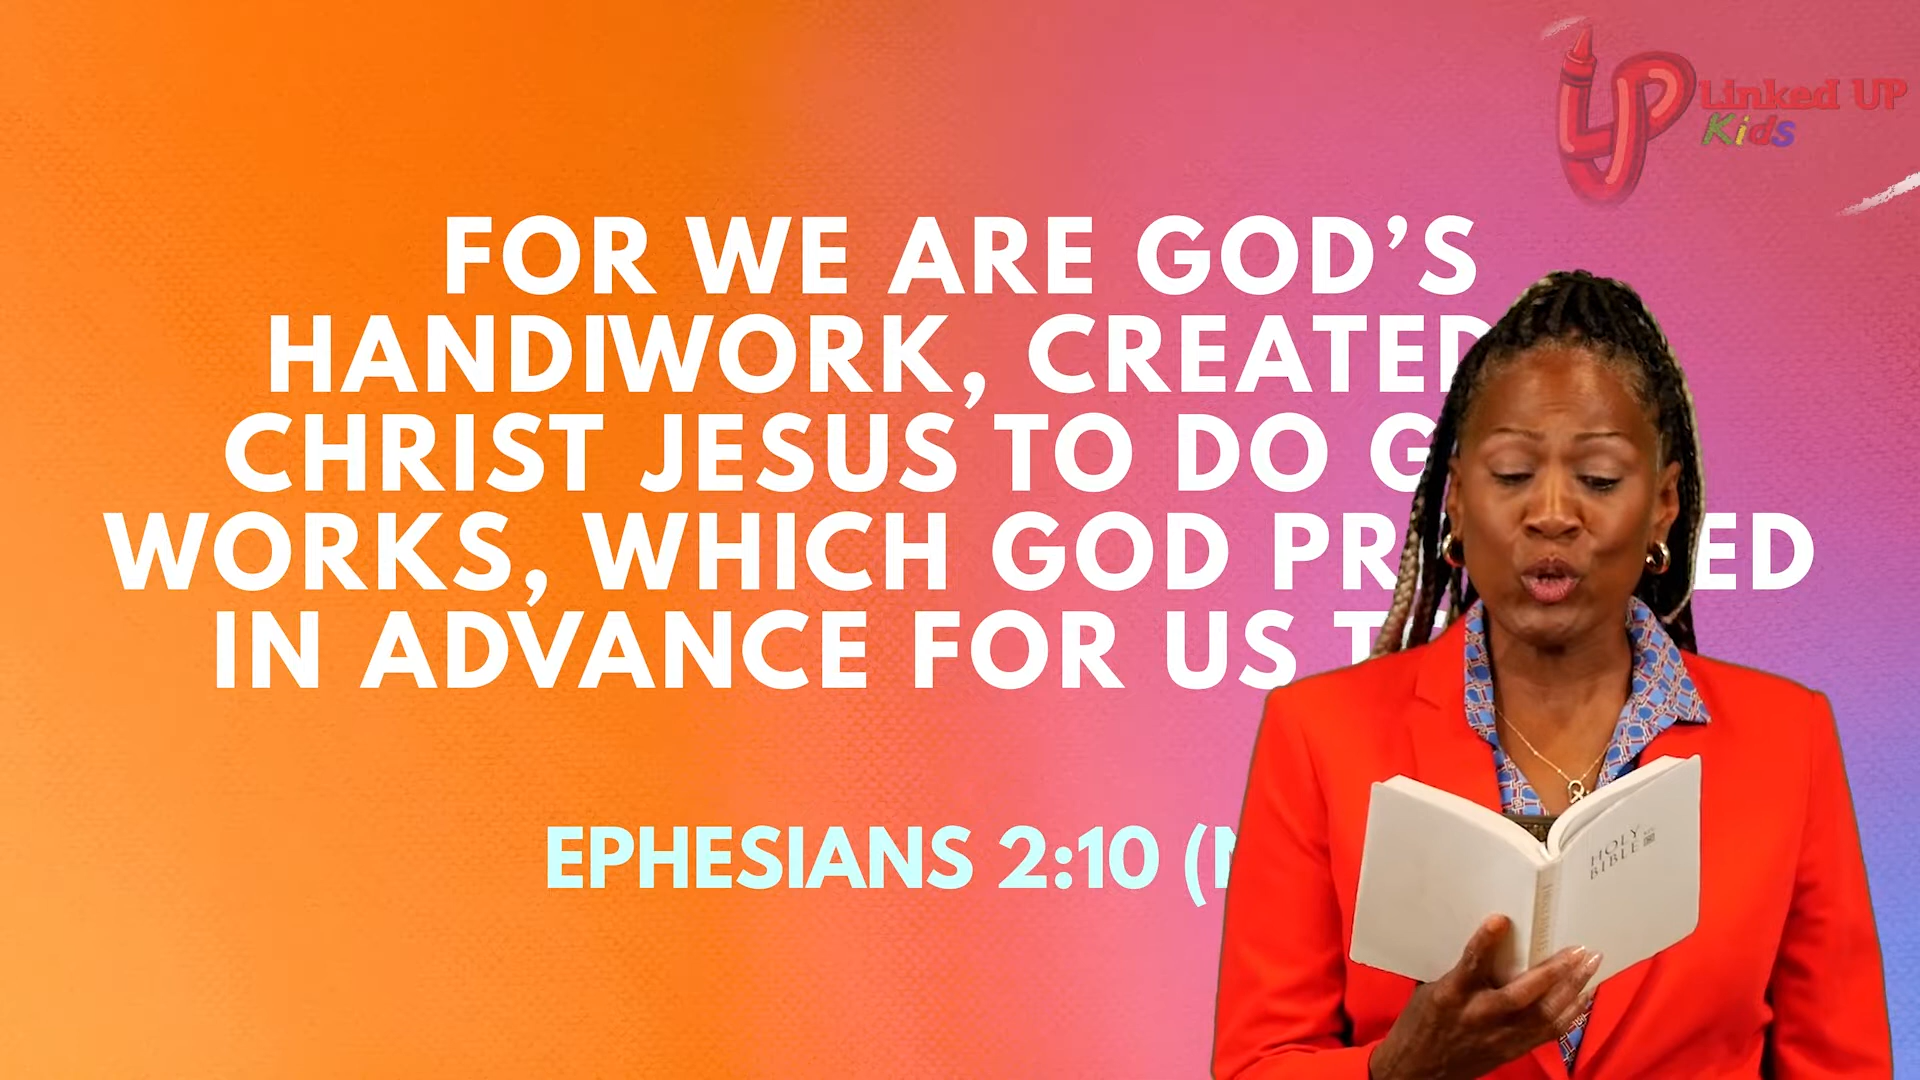 Linked UP
Kids
FOR WE ARE GOD’S
HANDIWORK, CREATED
CHRIST JESUS TO DO
WORKS, WHICH GOD
IN ADVANCE FOR US
EPHESIANS 2:10
HOLY
BIBLE